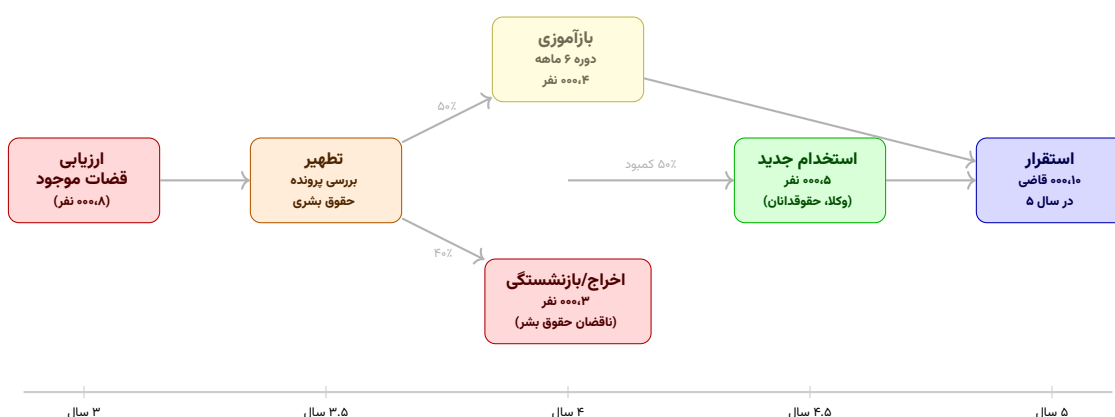 بازآموزی
دوره ۶ ماهه
۰۰۰،۴ نفر
۵۰٪
ارزیابی
قضات موجود
(۰۰۰،۸ نفر)
تطهیر
بررسی پرونده
حقوق بشری
۵۰٪ کمبود
استخدام جدید
۰۰۰،۵ نفر
(وکلا، حقوقدانان)
استقرار
۰۰۰،۱۰ قاضی
در سال ۵
۴۰٪
اخراج/بازنشستگی
۰۰۰،۳ نفر
(ناقضان حقوق بشر)
۳ سال
۳.۵ سال
۴ سال
۴.۵ سال
۵ سال